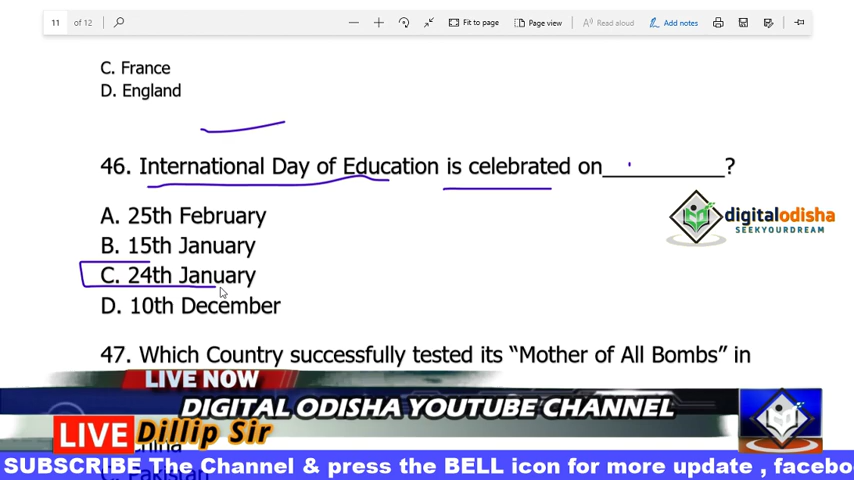 11 of 12
Fit to page
Page view
Read aloud
Add notes
C. France
D. England
46. International Day of Education is celebrated on__________?
A. 25th February
B. 15th January
C. 24th January
D. 10th December
digitalodisha
SEEKYOURDREAM
47. Which Country successfully tested its “Mother of All Bombs” in
LIVE NOW
DIGITAL ODISHA YOUTUBE CHANNEL
LIVE Dillip Sir
China
C. Pakistan
SUBSCRIBE The Channel & press the BELL icon for more update , facebo